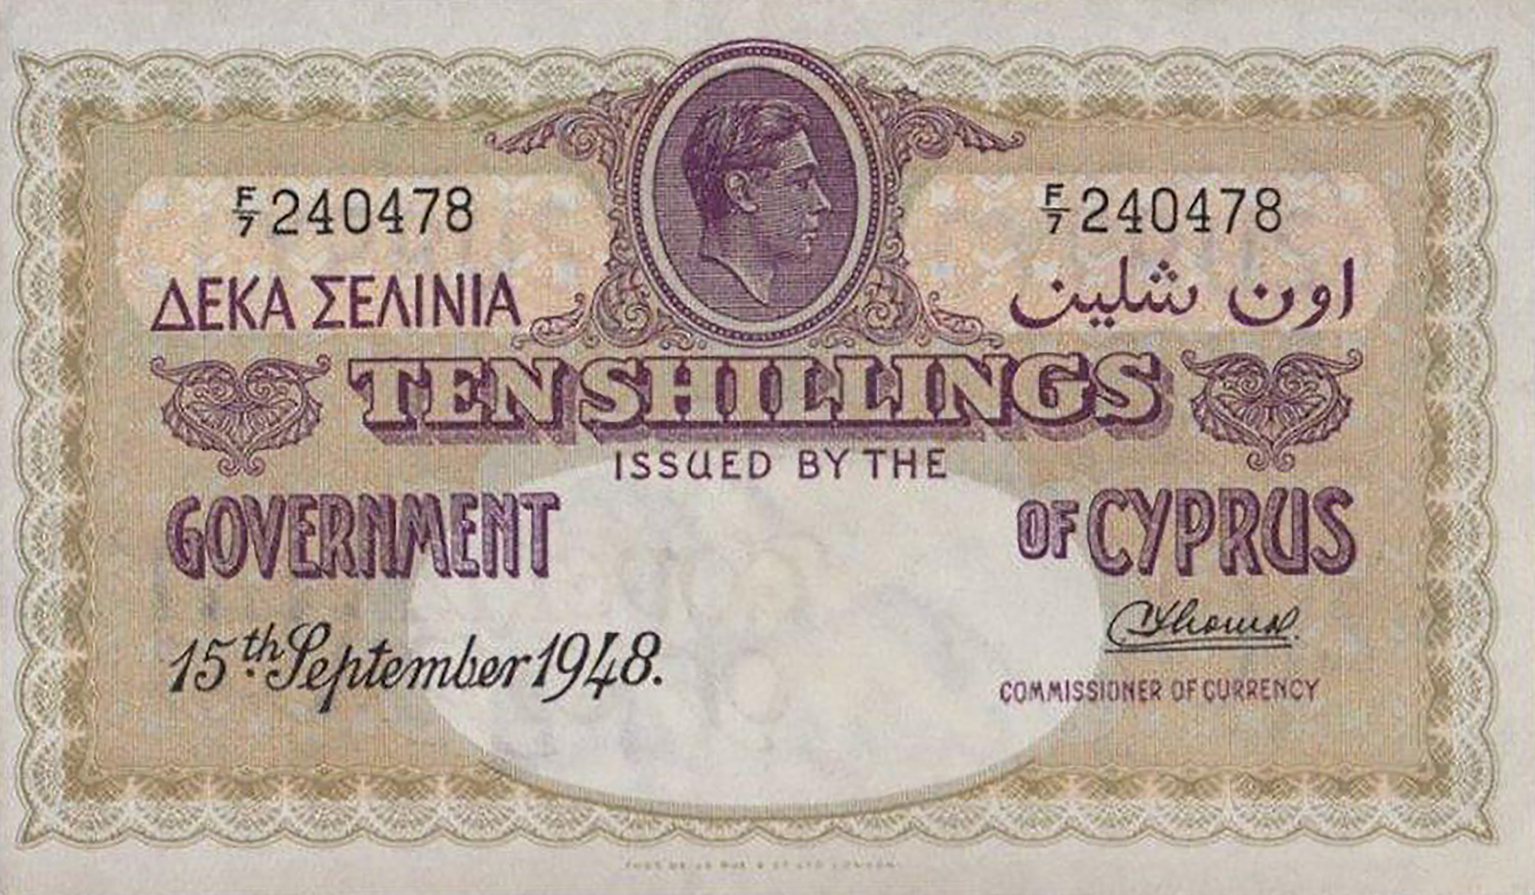 F/7 240478 F/7 240478
ΔΕΚΑ ΣΕΛΙΝΙΑ اون شلين
TEN SHILLINGS
ISSUED BY THE
GOVERNMENT OF CYPRUS
15th September 1948.
COMMISSIONER OF CURRENCY